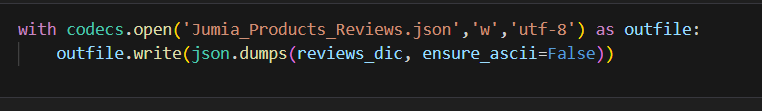 with codecs.open('Jumia_Products_Reviews.json','w','utf-8') as outfile:
    outfile.write(json.dumps(reviews_dic, ensure_ascii=False))